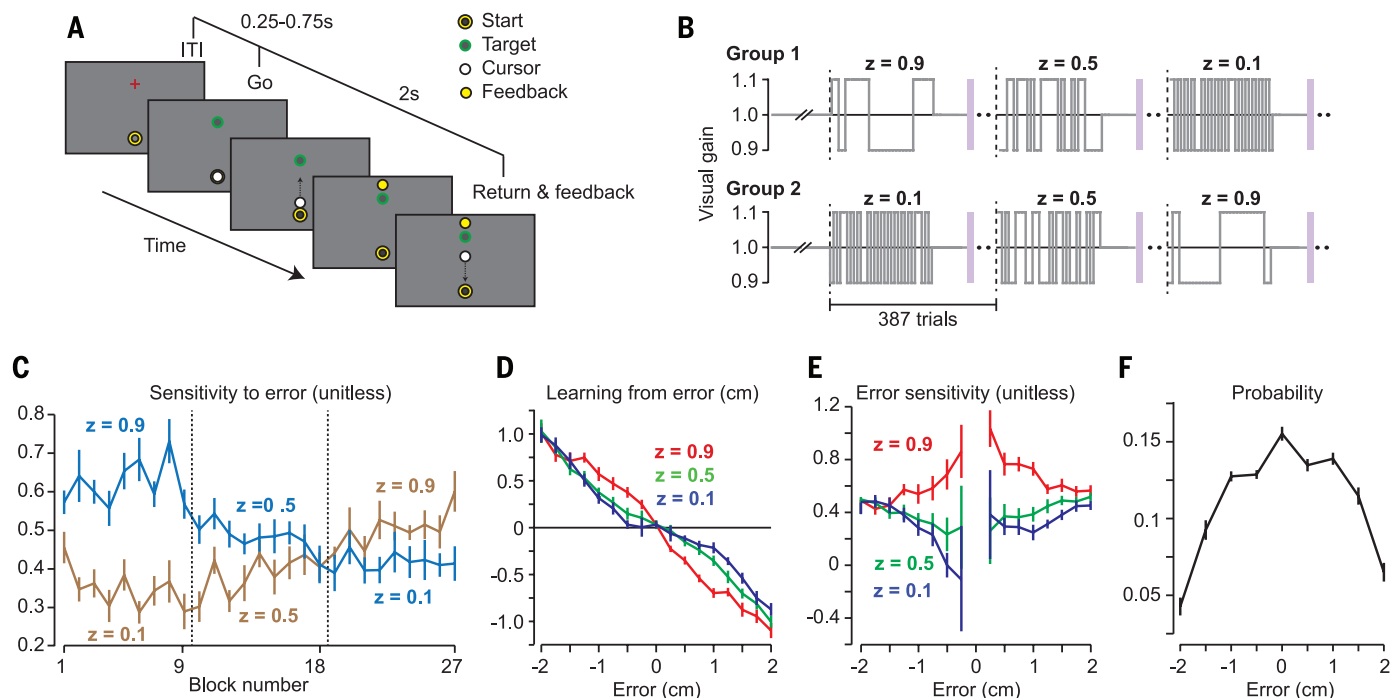 A
0.25-0.75s
ITI
Go
2s
Return & feedback
Time
Start
Target
Cursor
Feedback
B
Group 1
z = 0.9
z = 0.5
z = 0.1
1.1
1.0
0.9
Visual gain
Group 2
z = 0.1
z = 0.5
z = 0.9
1.1
1.0
0.9
387 trials
C
Sensitivity to error (unitless)
0.8
0.7
0.6
0.5
0.4
0.3
0.2
z = 0.9
z =0 .5
z = 0.9
z = 0.1
z = 0.5
z = 0.1
1
9
18
27
Block number
D
Learning from error (cm)
1.0
0.5
0
-0.5
-1.0
z = 0.9
z = 0.5
z = 0.1
-2
-1
0
1
2
Error (cm)
E
Error sensitivity (unitless)
1.2
0.8
0.4
0
-0.4
z = 0.9
z = 0.5
z = 0.1
-2
-1
0
1
2
Error (cm)
F
Probability
0.15
0.1
0.05
-2
-1
0
1
2
Error (cm)